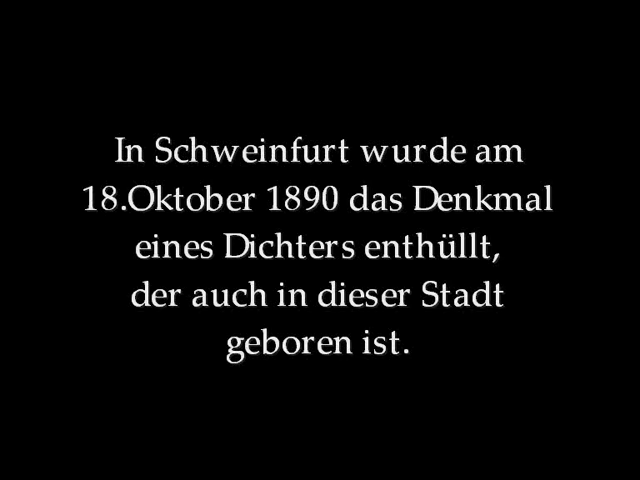 In Schweinfurt wurde am
18.Oktober 1890 das Denkmal
eines Dichters enthüllt,
der auch in dieser Stadt
geboren ist.